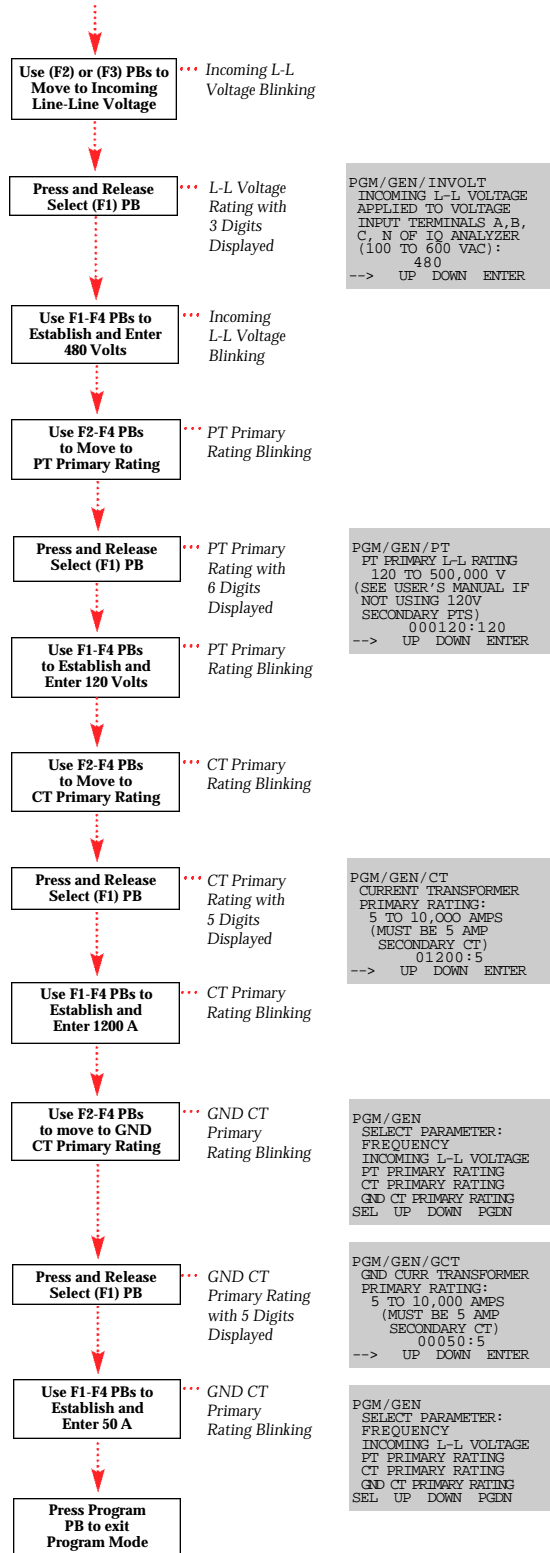 Use (F2) or (F3) PBs to
Move to Incoming
Line-Line Voltage
Incoming L-L
Voltage Blinking
Press and Release
Select (F1) PB
L-L Voltage
Rating with
3 Digits
Displayed
PGM/GEN/INVOLT
INCOMING L-L VOLTAGE
APPLIED TO VOLTAGE
INPUT TERMINALS A,B,
C, N OF IQ ANALYZER
(100 TO 600 VAC):
480
--> UP DOWN ENTER
Use F1-F4 PBs to
Establish and Enter
480 Volts
Incoming
L-L Voltage
Blinking
Use F2-F4 PBs
to Move to
PT Primary Rating
PT Primary
Rating Blinking
Press and Release
Select (F1) PB
PT Primary
Rating with
6 Digits
Displayed
PGM/GEN/PT
PT PRIMARY L-L RATING
120 TO 500,000 V
(SEE USER'S MANUAL IF
NOT USING 120V
SECONDARY PTS)
000120:120
--> UP DOWN ENTER
Use F1-F4 PBs
to Establish and
Enter 120 Volts
PT Primary
Rating Blinking
Use F2-F4 PBs
to Move to
CT Primary Rating
CT Primary
Rating Blinking
Press and Release
Select (F1) PB
CT Primary
Rating with
5 Digits
Displayed
PGM/GEN/CT
CURRENT TRANSFORMER
PRIMARY RATING:
5 TO 10,000 AMPS
(MUST BE 5 AMP
SECONDARY CT)
01200:5
--> UP DOWN ENTER
Use F1-F4 PBs to
Establish and
Enter 1200 A
CT Primary
Rating Blinking
Use F2-F4 PBs
to move to GND
CT Primary Rating
GND CT
Primary
Rating Blinking
PGM/GEN
SELECT PARAMETER:
FREQUENCY
INCOMING L-L VOLTAGE
PT PRIMARY RATING
CT PRIMARY RATING
GND CT PRIMARY RATING
SEL UP DOWN PGDN
Press and Release
Select (F1) PB
GND CT
Primary Rating
with 5 Digits
Displayed
PGM/GEN/GCT
GND CURR TRANSFORMER
PRIMARY RATING:
5 TO 10,000 AMPS
(MUST BE 5 AMP
SECONDARY CT)
00050:5
--> UP DOWN ENTER
Use F1-F4 PBs to
Establish and
Enter 50 A
GND CT
Primary
Rating Blinking
PGM/GEN
SELECT PARAMETER:
FREQUENCY
INCOMING L-L VOLTAGE
PT PRIMARY RATING
CT PRIMARY RATING
GND CT PRIMARY RATING
SEL UP DOWN PGDN
Press Program
PB to exit
Program Mode